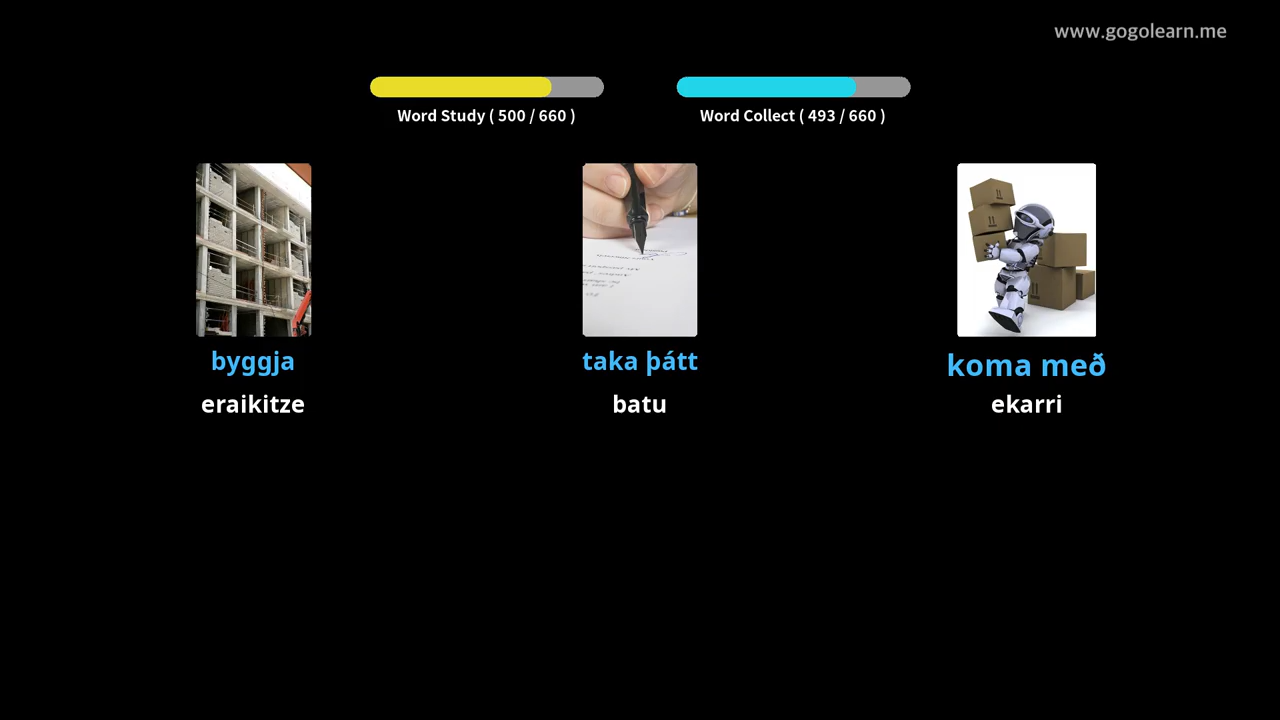 www.gogolearn.me
Word Study ( 500 / 660 )
Word Collect ( 493 / 660 )
byggja
taka þátt
koma með
eraikitze
batu
ekarri